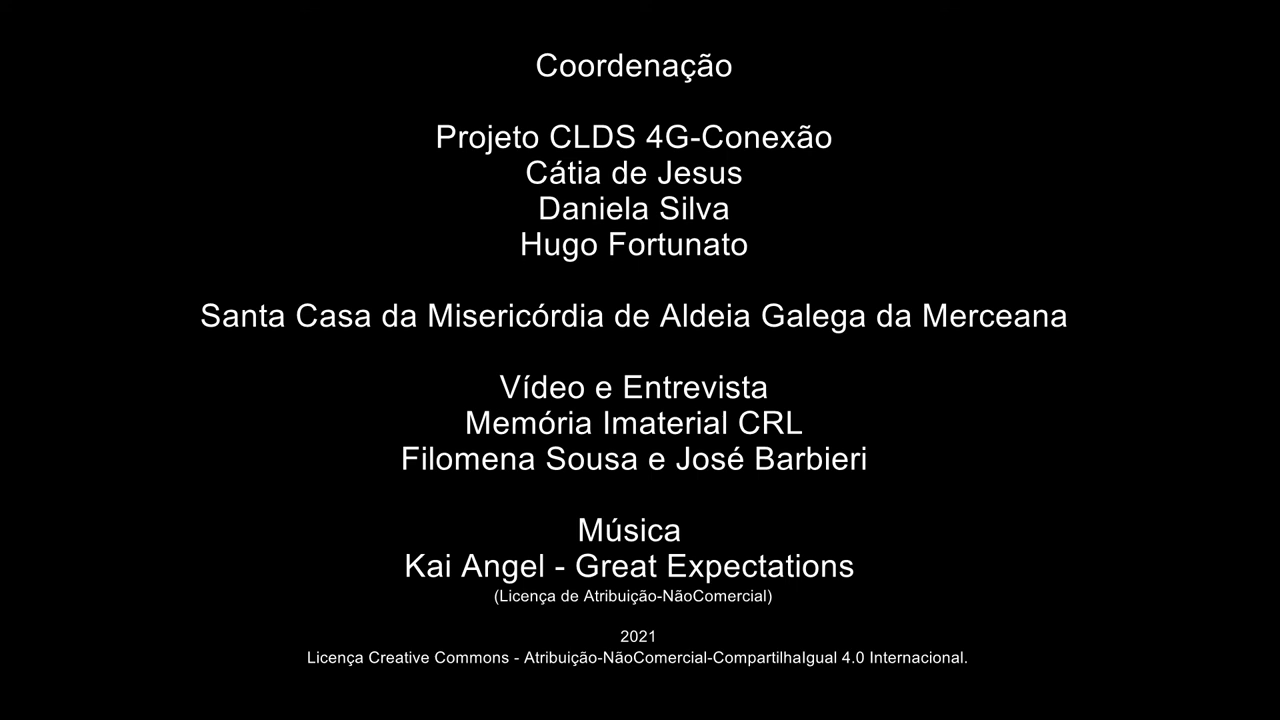 Coordenação
Projeto CLDS 4G-Conexão
Cátia de Jesus
Daniela Silva
Hugo Fortunato
Santa Casa da Misericórdia de Aldeia Galega da Merceana
Vídeo e Entrevista
Memória Imaterial CRL
Filomena Sousa e José Barbieri
Música
Kai Angel - Great Expectations
(Licença de Atribuição-NãoComercial)
2021
Licença Creative Commons - Atribuição-NãoComercial-CompartilhaIgual 4.0 Internacional.